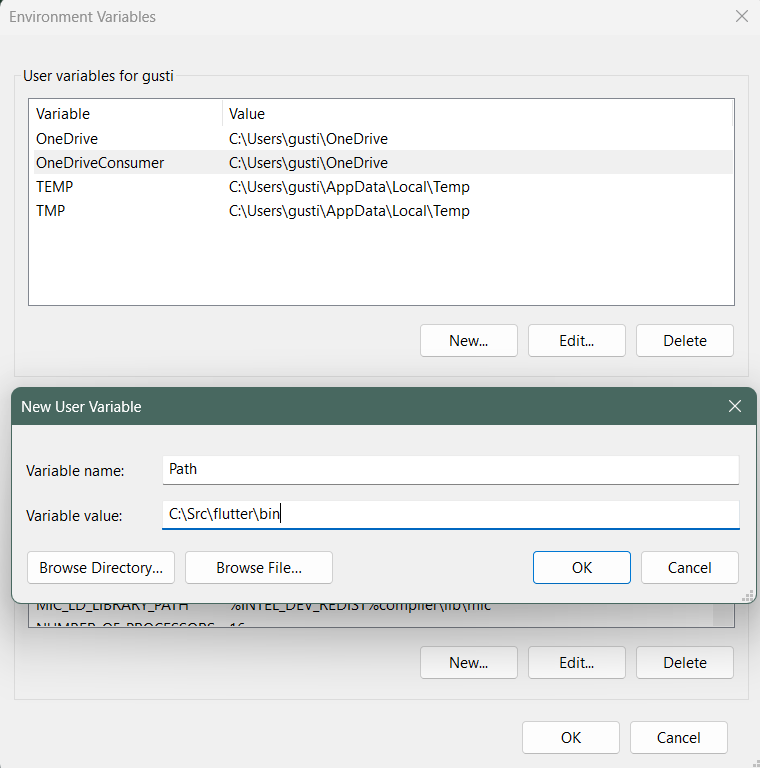 Environment Variables
User variables for gusti
Variable Value
OneDrive C:\Users\gusti\OneDrive
OneDriveConsumer C:\Users\gusti\OneDrive
TEMP C:\Users\gusti\AppData\Local\Temp
TMP C:\Users\gusti\AppData\Local\Temp
New... Edit... Delete
New User Variable
Variable name: Path
Variable value: C:\Src\flutter\bin
Browse Directory... Browse File... OK Cancel
MIC_LD_LIBRARY_PATH %INTEL_DEV_REDIST%compiler\lib\mic
NUMBER_OF_PROCESSORS 16
New... Edit... Delete
OK Cancel